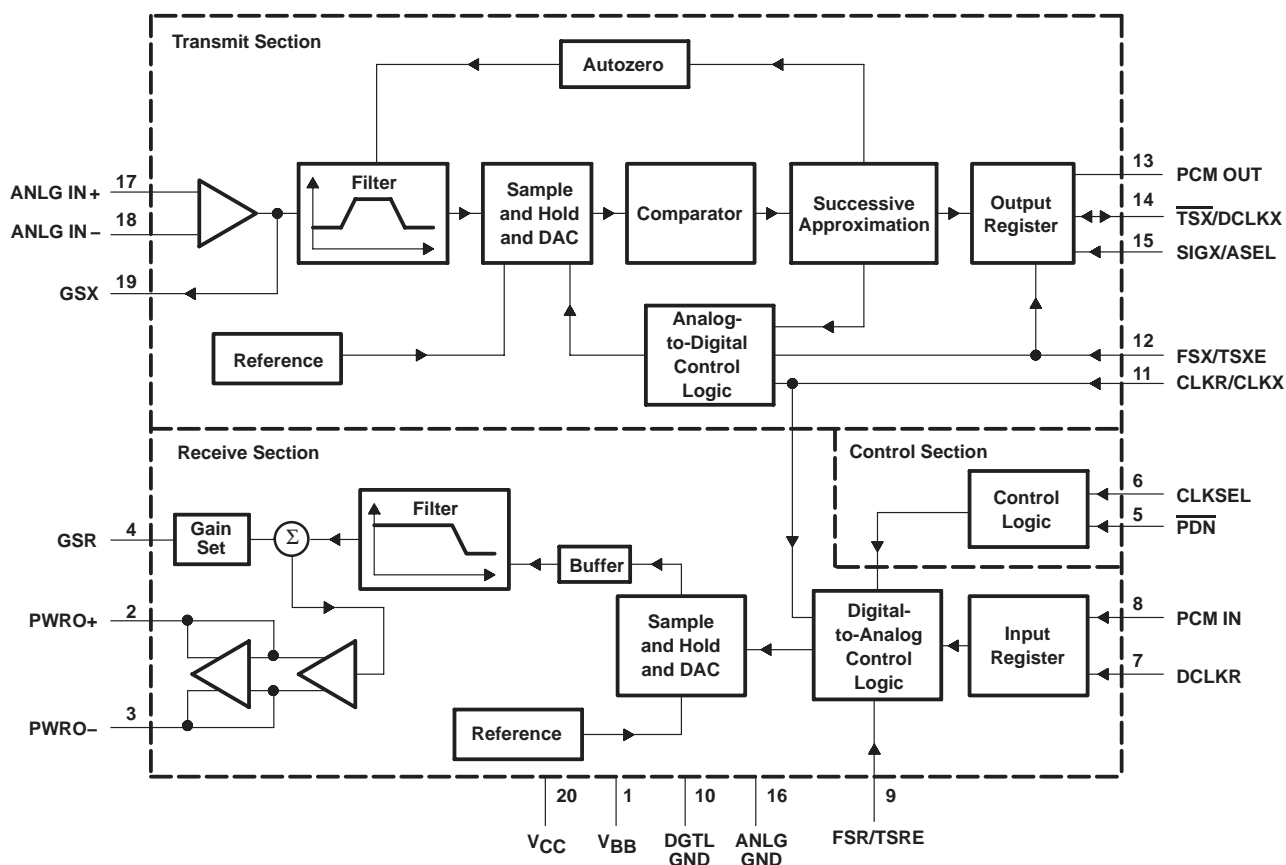 Transmit Section
Autozero
ANLG IN+
17
ANLG IN–
18
GSX
19
Filter
Sample
and Hold
and DAC
Comparator
Successive
Approximation
Output
Register
13
PCM OUT
14
TSX/DCLKX
15
SIGX/ASEL
Reference
Analog-
to-Digital
Control
Logic
12
FSX/TSXE
11
CLKR/CLKX
Receive Section
Control Section
Control
Logic
6
CLKSEL
5
PDN
GSR
4
Gain
Set
Σ
Filter
Buffer
PWRO+
2
PWRO–
3
Sample
and Hold
and DAC
Digital-
to-Analog
Control
Logic
Input
Register
8
PCM IN
7
DCLKR
Reference
20
VCC
1
VBB
10
DGTL
GND
16
ANLG
GND
9
FSR/TSRE